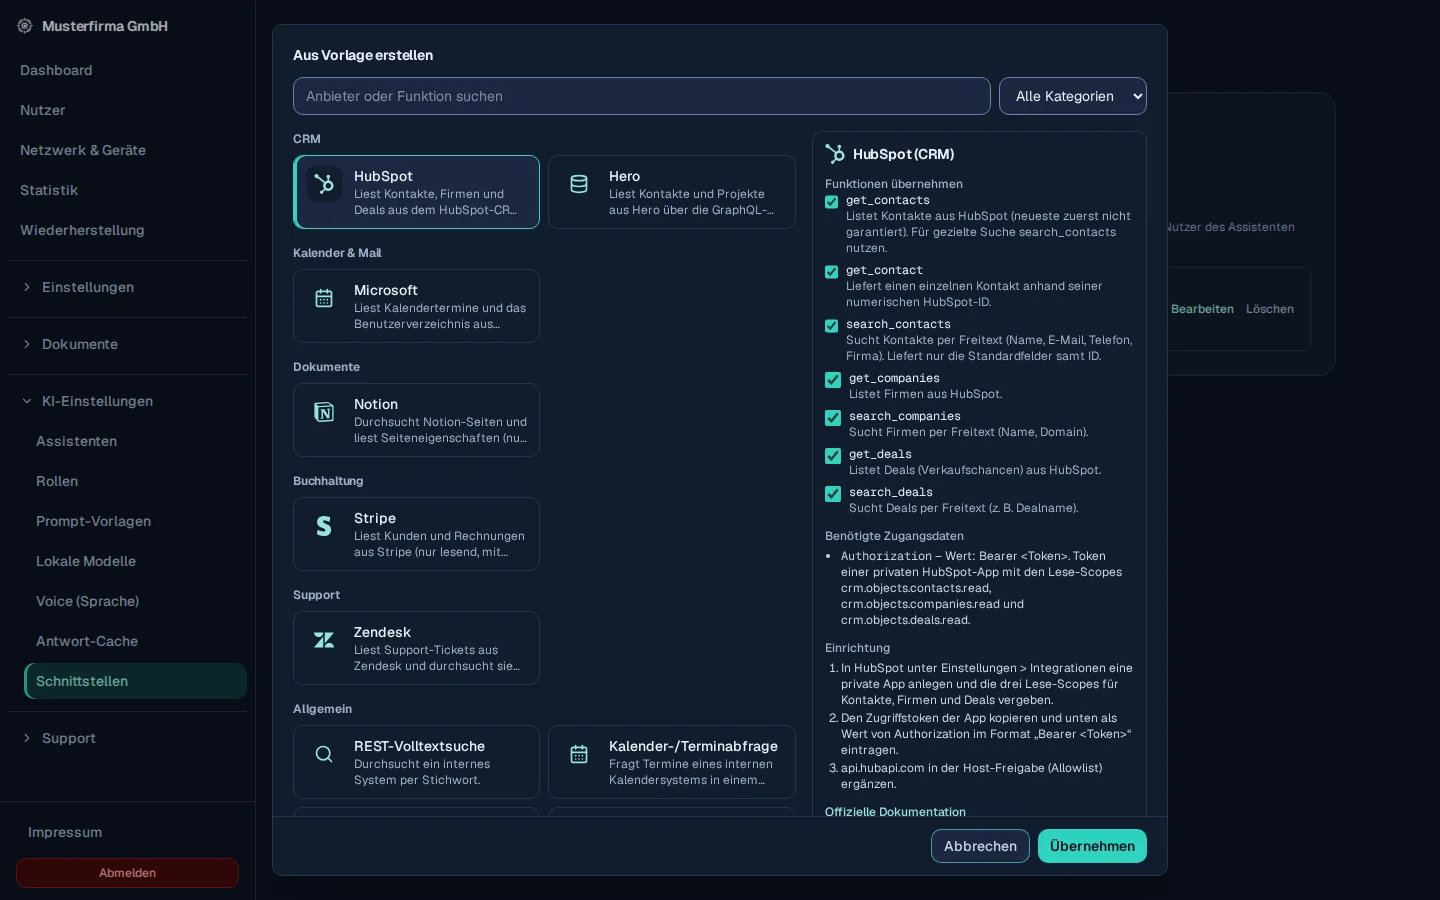 Musterfirma GmbH
Dashboard
Nutzer
Netzwerk & Geräte
Statistik
Wiederherstellung
Einstellungen
Dokumente
KI-Einstellungen
Assistenten
Rollen
Prompt-Vorlagen
Lokale Modelle
Voice (Sprache)
Antwort-Cache
Schnittstellen
Support
Impressum
Abmelden
Aus Vorlage erstellen
Anbieter oder Funktion suchen
Alle Kategorien
CRM
HubSpot
Liest Kontakte, Firmen und
Deals aus dem HubSpot-CR…
Hero
Liest Kontakte und Projekte
aus Hero über die GraphQL-…
Kalender & Mail
Microsoft
Liest Kalendertermine und das
Benutzerverzeichnis aus…
Dokumente
Notion
Durchsucht Notion-Seiten und
liest Seiteneigenschaften (nu…
Buchhaltung
Stripe
Liest Kunden und Rechnungen
aus Stripe (nur lesend, mit…
Support
Zendesk
Liest Support-Tickets aus
Zendesk und durchsucht sie…
Allgemein
REST-Volltextsuche
Durchsucht ein internes
System per Stichwort.
Kalender-/Terminabfrage
Fragt Termine eines internen
Kalendersystems in einem…
HubSpot (CRM)
Funktionen übernehmen
get_contacts
Listet Kontakte aus HubSpot (neueste zuerst nicht
garantiert). Für gezielte Suche search_contacts
nutzen.
get_contact
Liefert einen einzelnen Kontakt anhand seiner
numerischen HubSpot-ID.
search_contacts
Sucht Kontakte per Freitext (Name, E-Mail, Telefon,
Firma). Liefert nur die Standardfelder samt ID.
get_companies
Listet Firmen aus HubSpot.
search_companies
Sucht Firmen per Freitext (Name, Domain).
get_deals
Listet Deals (Verkaufschancen) aus HubSpot.
search_deals
Sucht Deals per Freitext (z. B. Dealname).
Benötigte Zugangsdaten
• Authorization – Wert: Bearer <Token>. Token
einer privaten HubSpot-App mit den Lese-Scopes
crm.objects.contacts.read,
crm.objects.companies.read und
crm.objects.deals.read.
Einrichtung
1. In HubSpot unter Einstellungen > Integrationen eine
private App anlegen und die drei Lese-Scopes für
Kontakte, Firmen und Deals vergeben.
2. Den Zugriffstoken der App kopieren und unten als
Wert von Authorization im Format „Bearer <Token>“
eintragen.
3. api.hubapi.com in der Host-Freigabe (Allowlist)
ergänzen.
Offizielle Dokumentation
Abbrechen
Übernehmen
Nutzer des Assistenten
Bearbeiten
Löschen